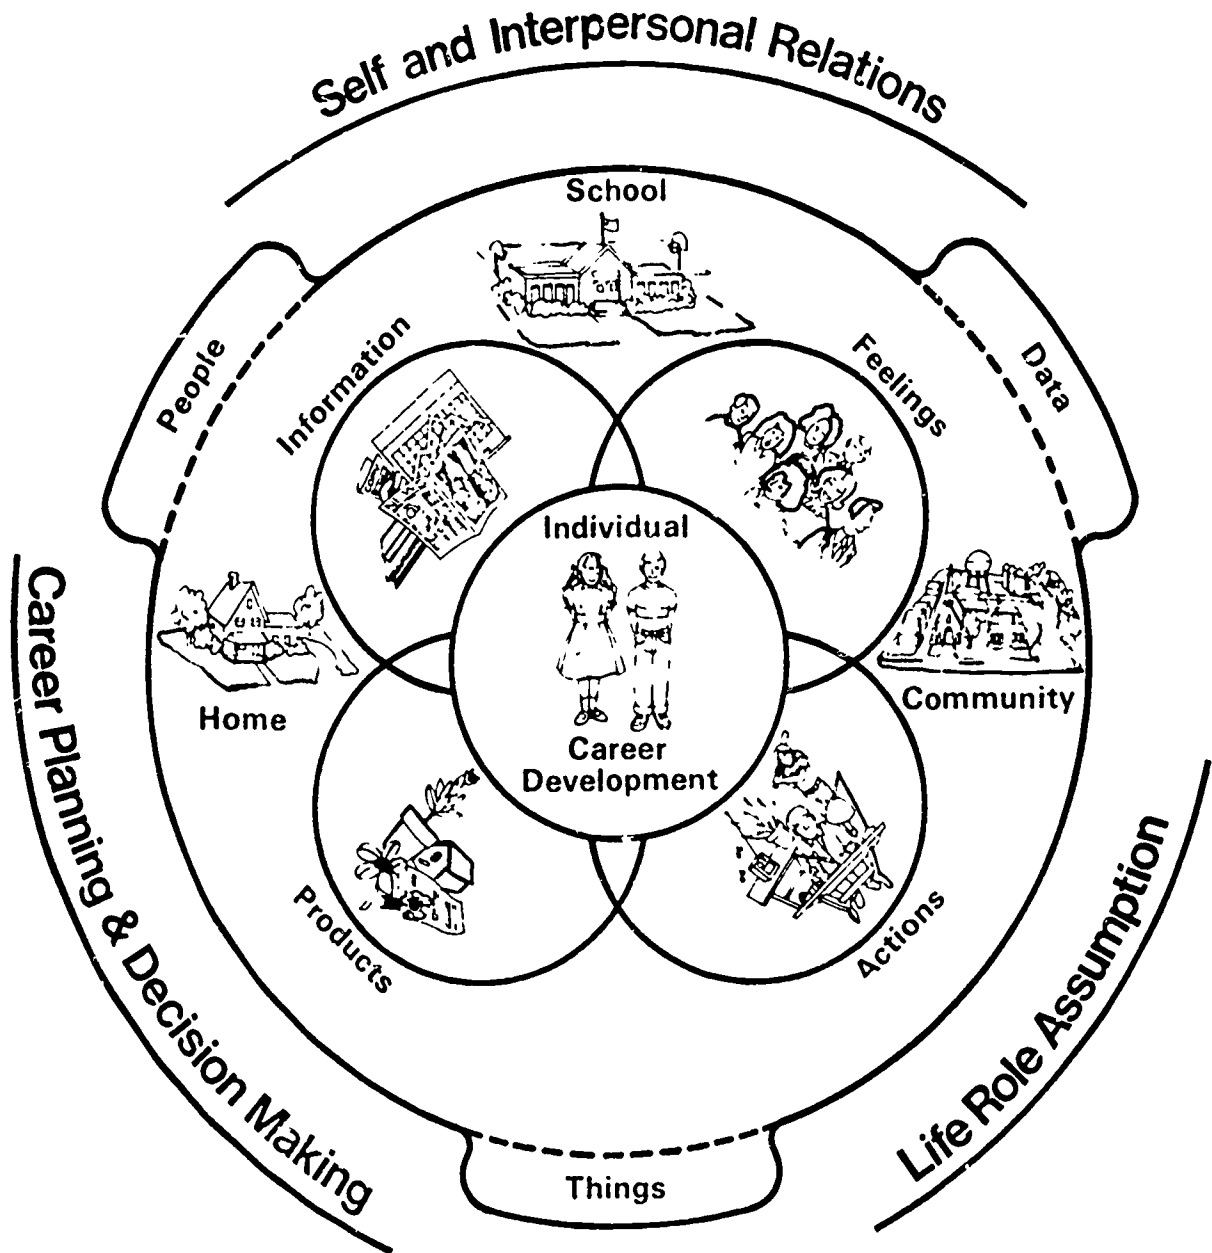 Self and Interpersonal Relations
School
People
Information
Feelings
Data
Individual
Career
Development
Home
Community
Products
Actions
Things
Career Planning & Decision Making
Life Role Assumption